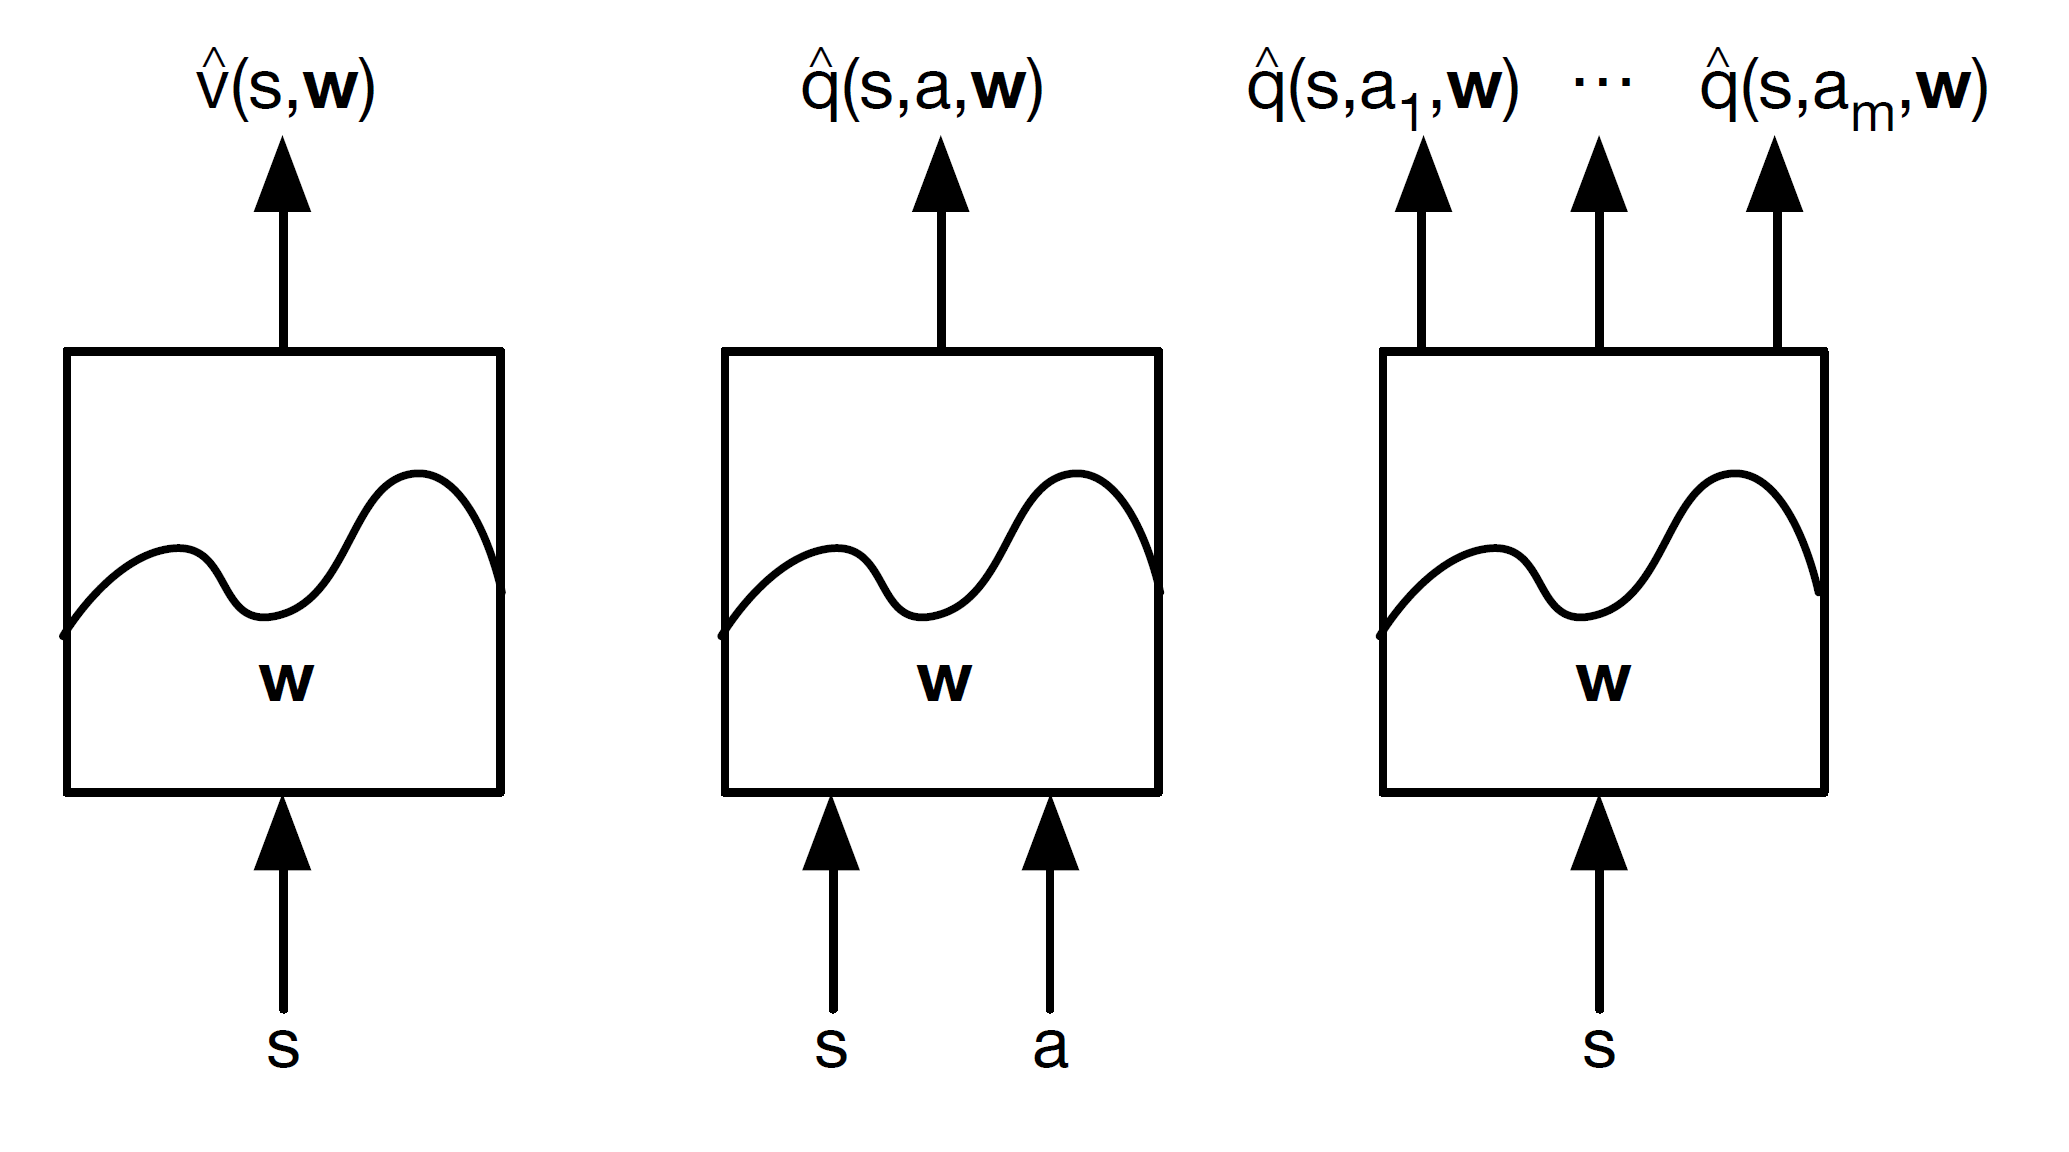 v̂(s,w) q̂(s,a,w) q̂(s,a₁,w) ··· q̂(s,aₘ,w)
w w w
s s a s